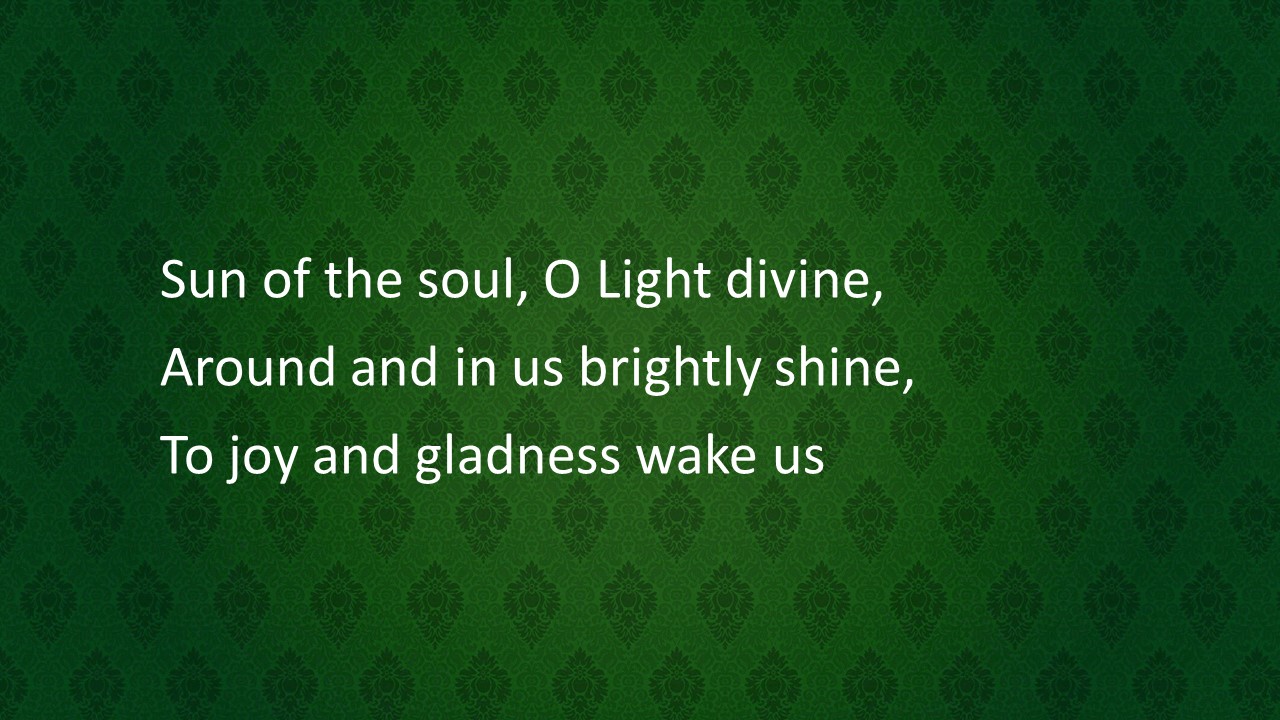 Sun of the soul, O Light divine,
Around and in us brightly shine,
To joy and gladness wake us